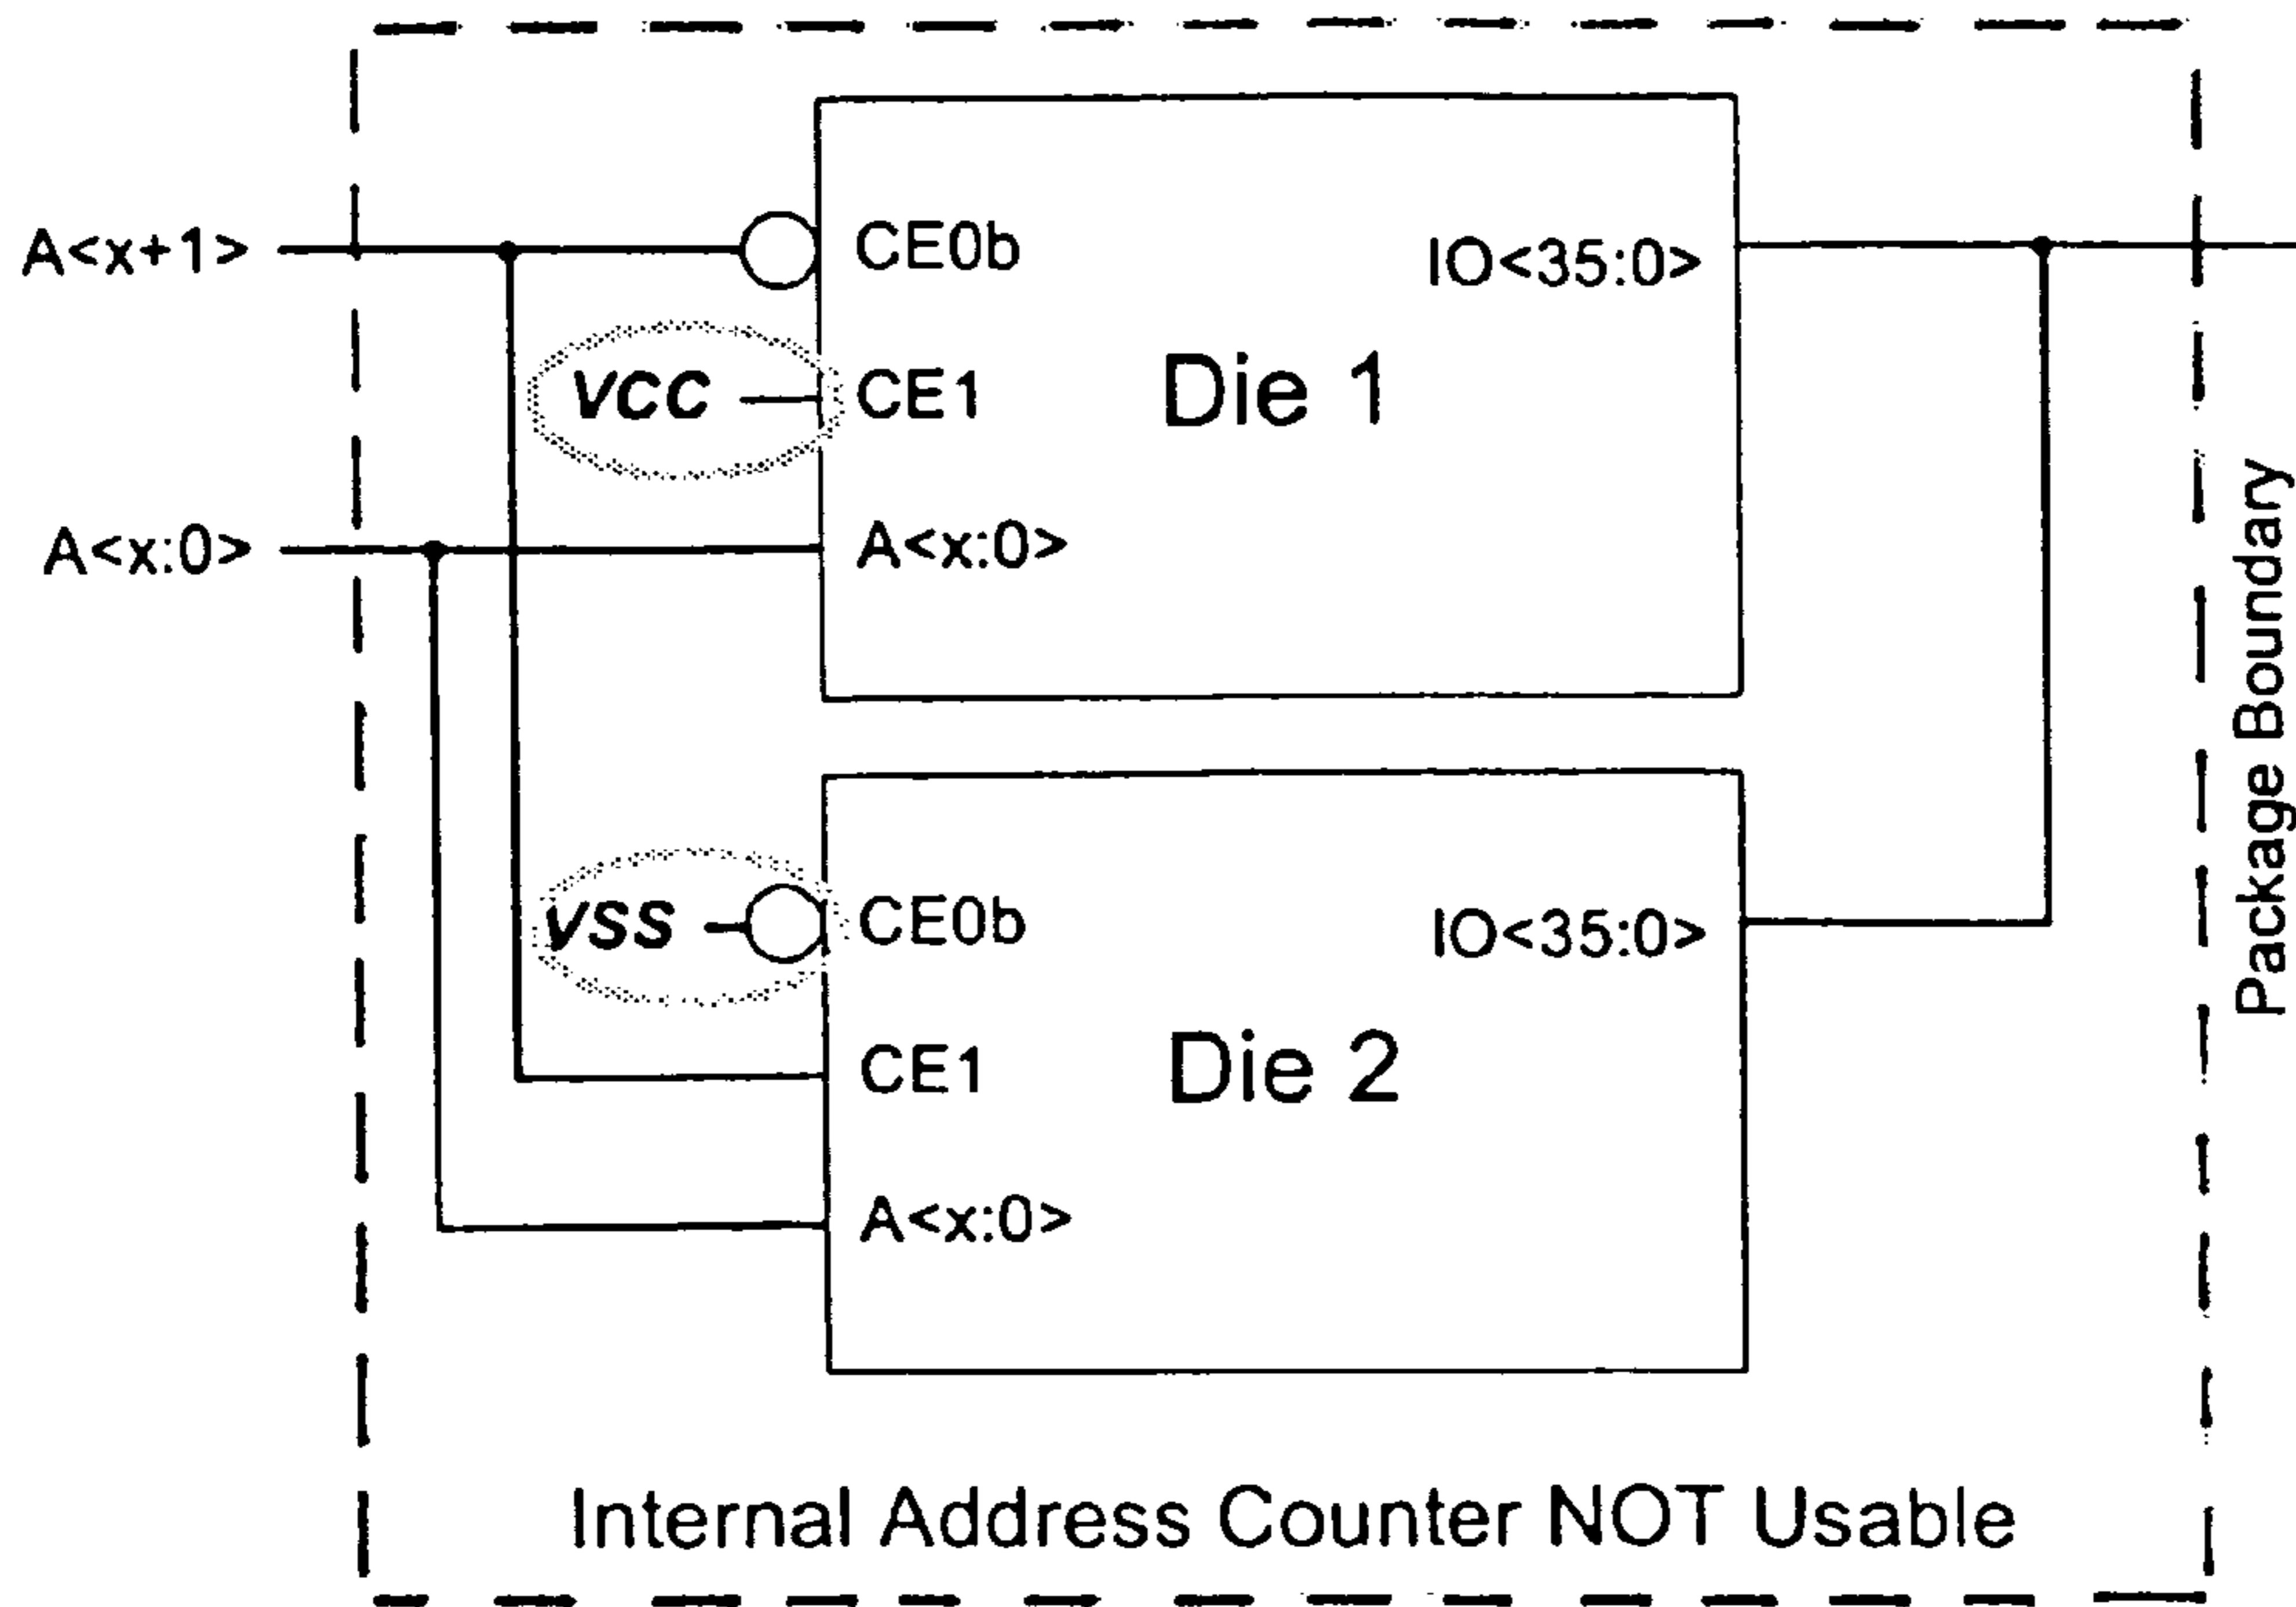 A<x+1>
CE0b
IO<35:0>
VCC
CE1
Die 1
A<x:0>
A<x:0>
Package Boundary
VSS
CE0b
IO<35:0>
CE1
Die 2
A<x:0>
Internal Address Counter NOT Usable